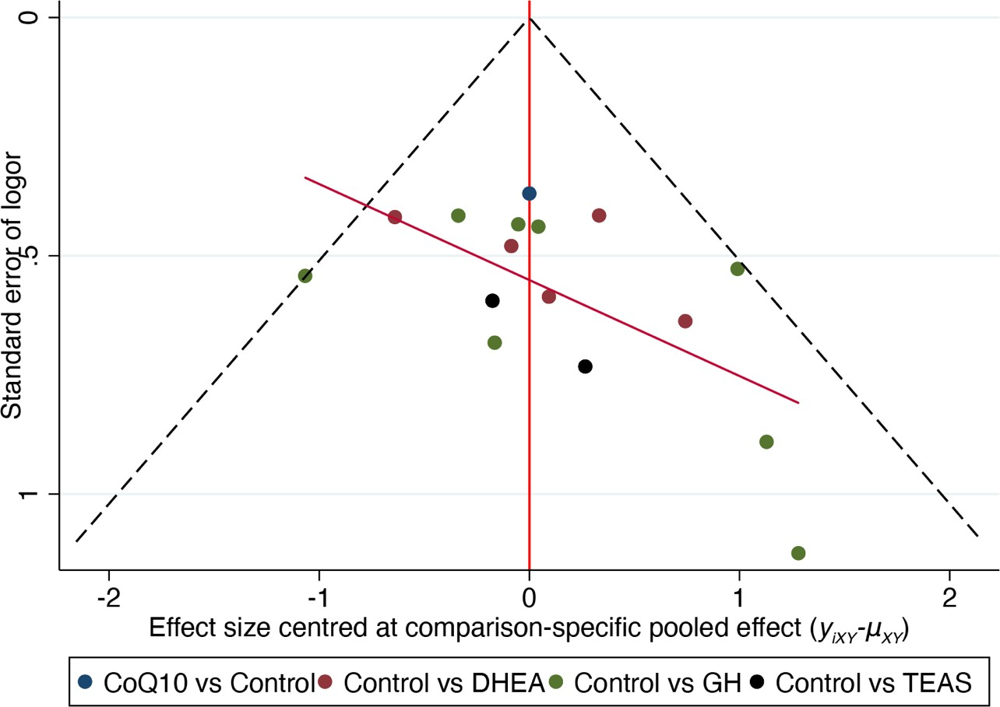 Standard error of logor
0
.5
1
-2 -1 0 1 2
Effect size centred at comparison-specific pooled effect (yiXY-μXY)
CoQ10 vs Control Control vs DHEA Control vs GH Control vs TEAS